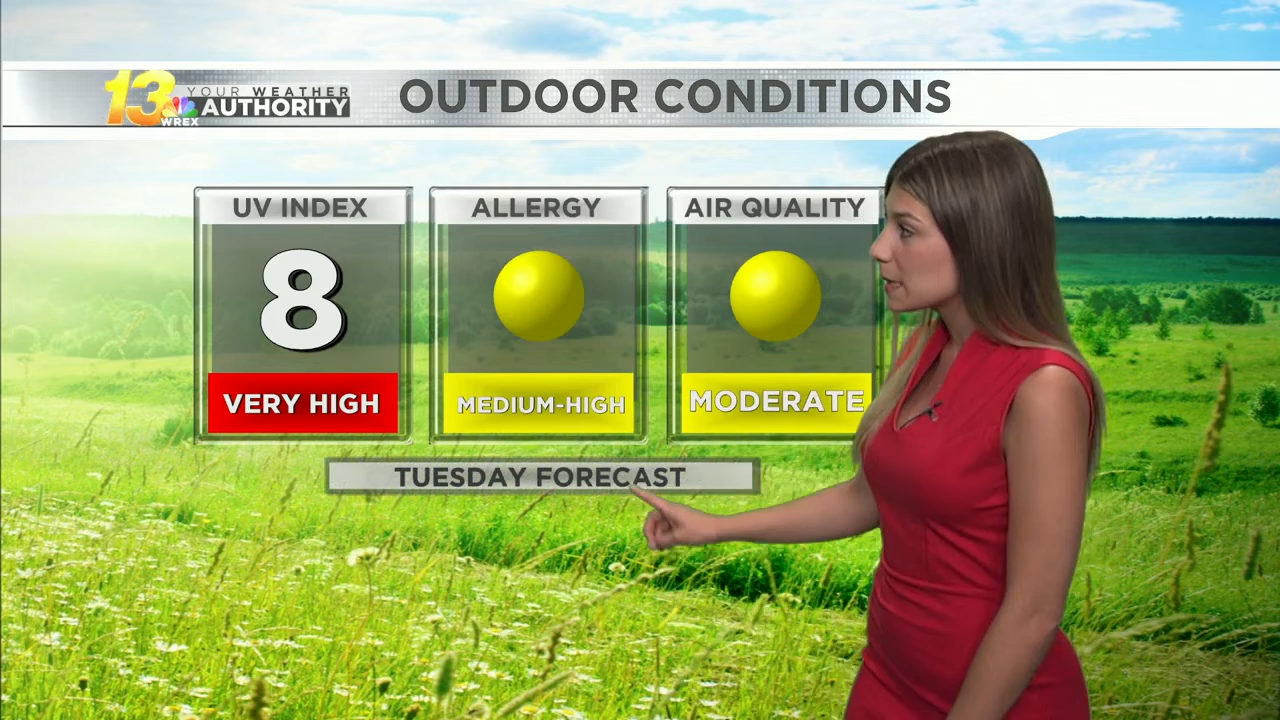 13 YOUR WEATHER
WREX AUTHORITY
OUTDOOR CONDITIONS
UV INDEX
8
VERY HIGH
ALLERGY
MEDIUM-HIGH
AIR QUALITY
MODERATE
TUESDAY FORECAST